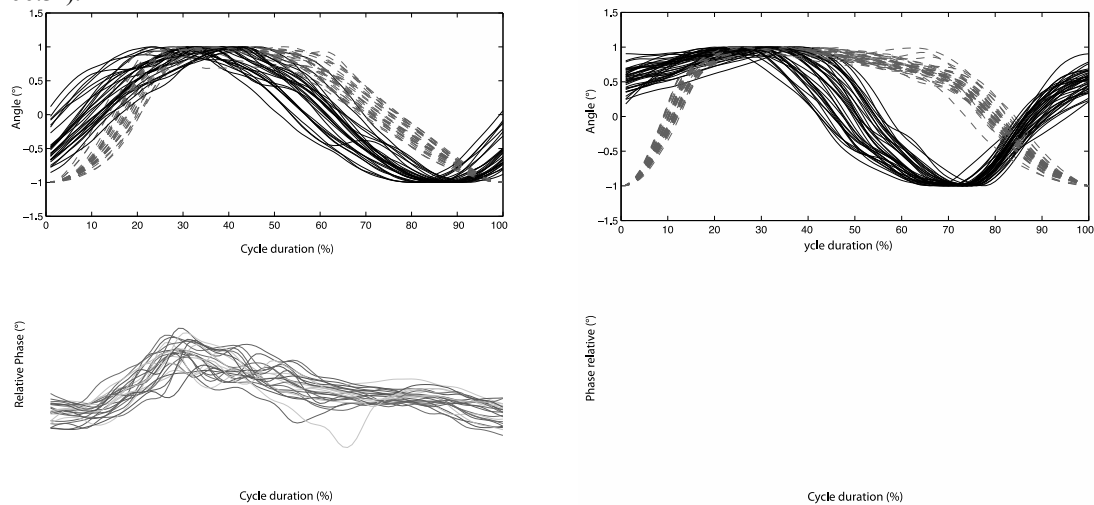 1.5
1
0.5
0
−0.5
−1
−1.5
Angle (°)
0 10 20 30 40 50 60 70 80 90 100
Cycle duration (%)
1.5
1
0.5
0
−0.5
−1
−1.5
Angle (°)
0 10 20 30 40 50 60 70 80 90 100
ycle duration (%)
Relative Phase (°)
Cycle duration (%)
Phase relative (°)
Cycle duration (%)